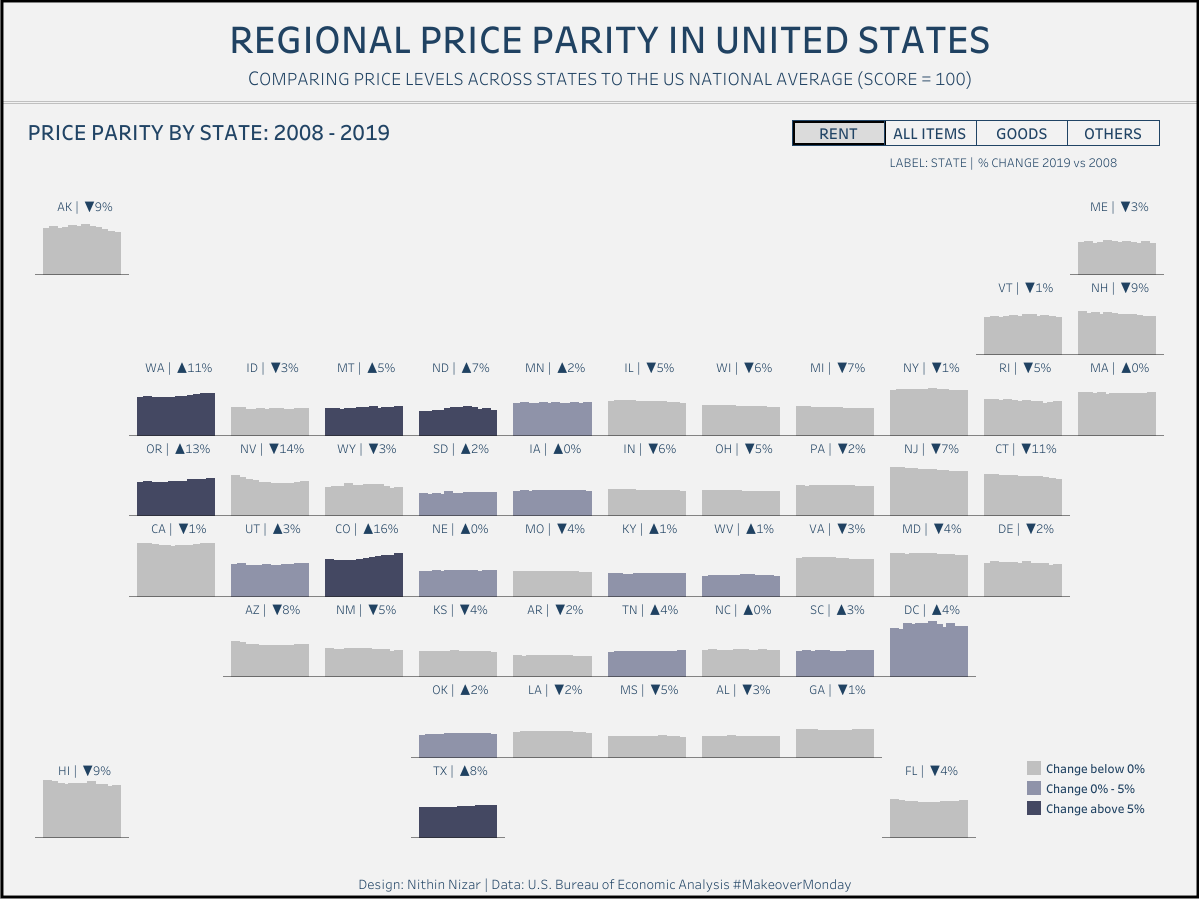 REGIONAL PRICE PARITY IN UNITED STATES
COMPARING PRICE LEVELS ACROSS STATES TO THE US NATIONAL AVERAGE (SCORE = 100)
PRICE PARITY BY STATE: 2008 - 2019
RENT ALL ITEMS GOODS OTHERS
LABEL: STATE | % CHANGE 2019 vs 2008
AK | ▼9% ME | ▼3%
VT | ▼1% NH | ▼9%
WA | ▲11% ID | ▼3% MT | ▲5% ND | ▲7% MN | ▲2% IL | ▼5% WI | ▼6% MI | ▼7% NY | ▼1% RI | ▼5% MA | ▲0%
OR | ▲13% NV | ▼14% WY | ▼3% SD | ▲2% IA | ▲0% IN | ▼6% OH | ▼5% PA | ▼2% NJ | ▼7% CT | ▼11%
CA | ▼1% UT | ▲3% CO | ▲16% NE | ▲0% MO | ▼4% KY | ▲1% WV | ▲1% VA | ▼3% MD | ▼4% DE | ▼2%
AZ | ▼8% NM | ▼5% KS | ▼4% AR | ▼2% TN | ▲4% NC | ▲0% SC | ▲3% DC | ▲4%
OK | ▲2% LA | ▼2% MS | ▼5% AL | ▼3% GA | ▼1%
HI | ▼9% TX | ▲8% FL | ▼4%
Change below 0%
Change 0% - 5%
Change above 5%
Design: Nithin Nizar | Data: U.S. Bureau of Economic Analysis #MakeoverMonday